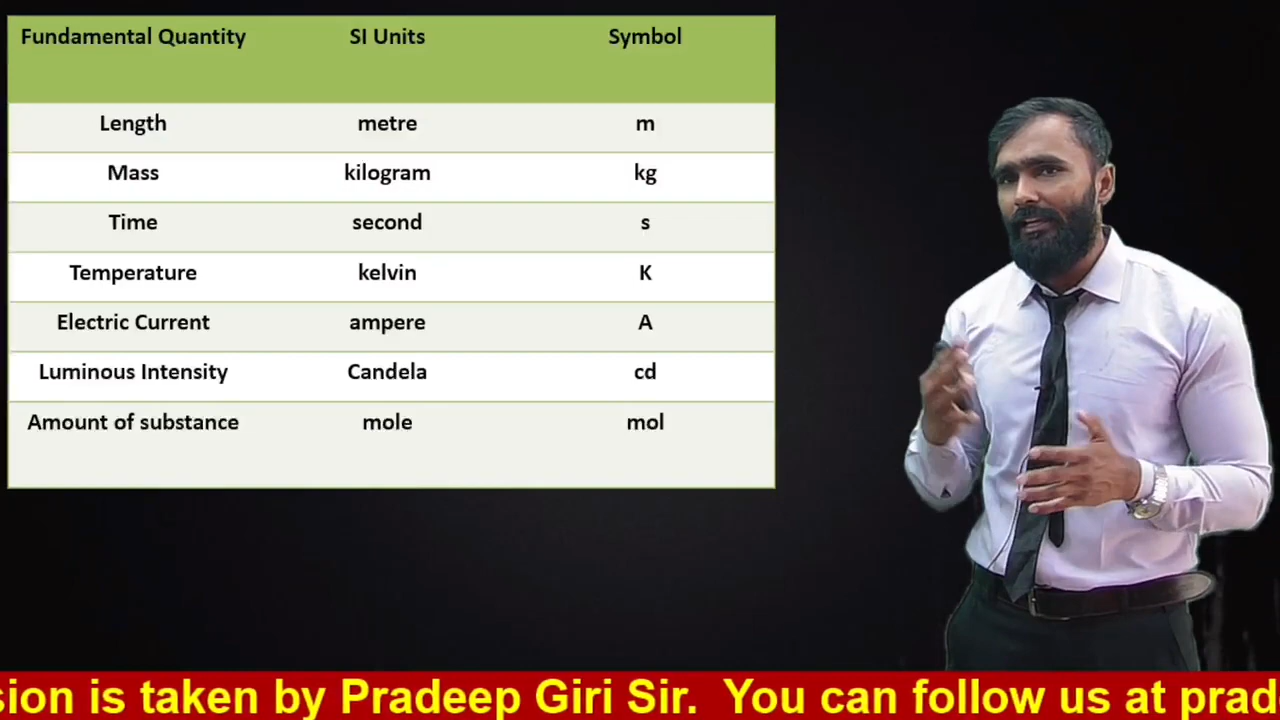 Fundamental Quantity SI Units Symbol
Length metre m
Mass kilogram kg
Time second s
Temperature kelvin K
Electric Current ampere A
Luminous Intensity Candela cd
Amount of substance mole mol
sion is taken by Pradeep Giri Sir. You can follow us at prad